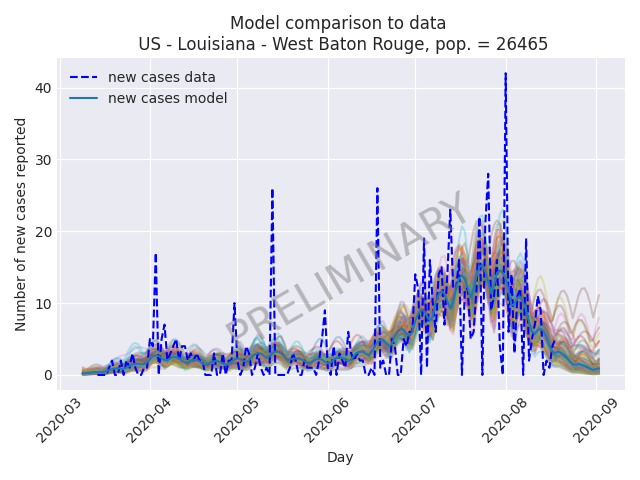 Model comparison to data
US - Louisiana - West Baton Rouge, pop. = 26465
new cases data
new cases model
PRELIMINARY
Number of new cases reported
40
30
20
10
0
2020-03
2020-04
2020-05
2020-06
2020-07
2020-08
2020-09
Day